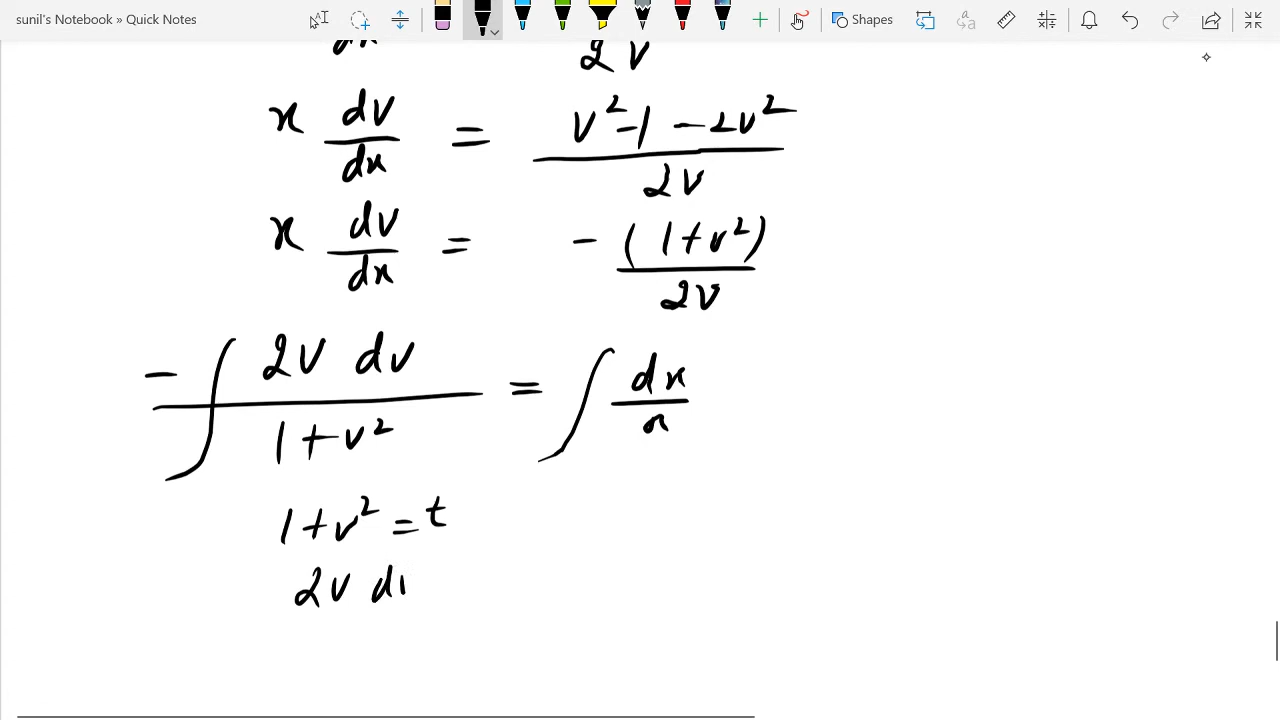 sunil's Notebook » Quick Notes
Shapes
dx 2v
x dv/dx = v²-1-2v²/2v
x dv/dx = -(1+v²)/2v
-∫ 2v dv/1+v² = ∫ dx/x
1+v² = t
2v d